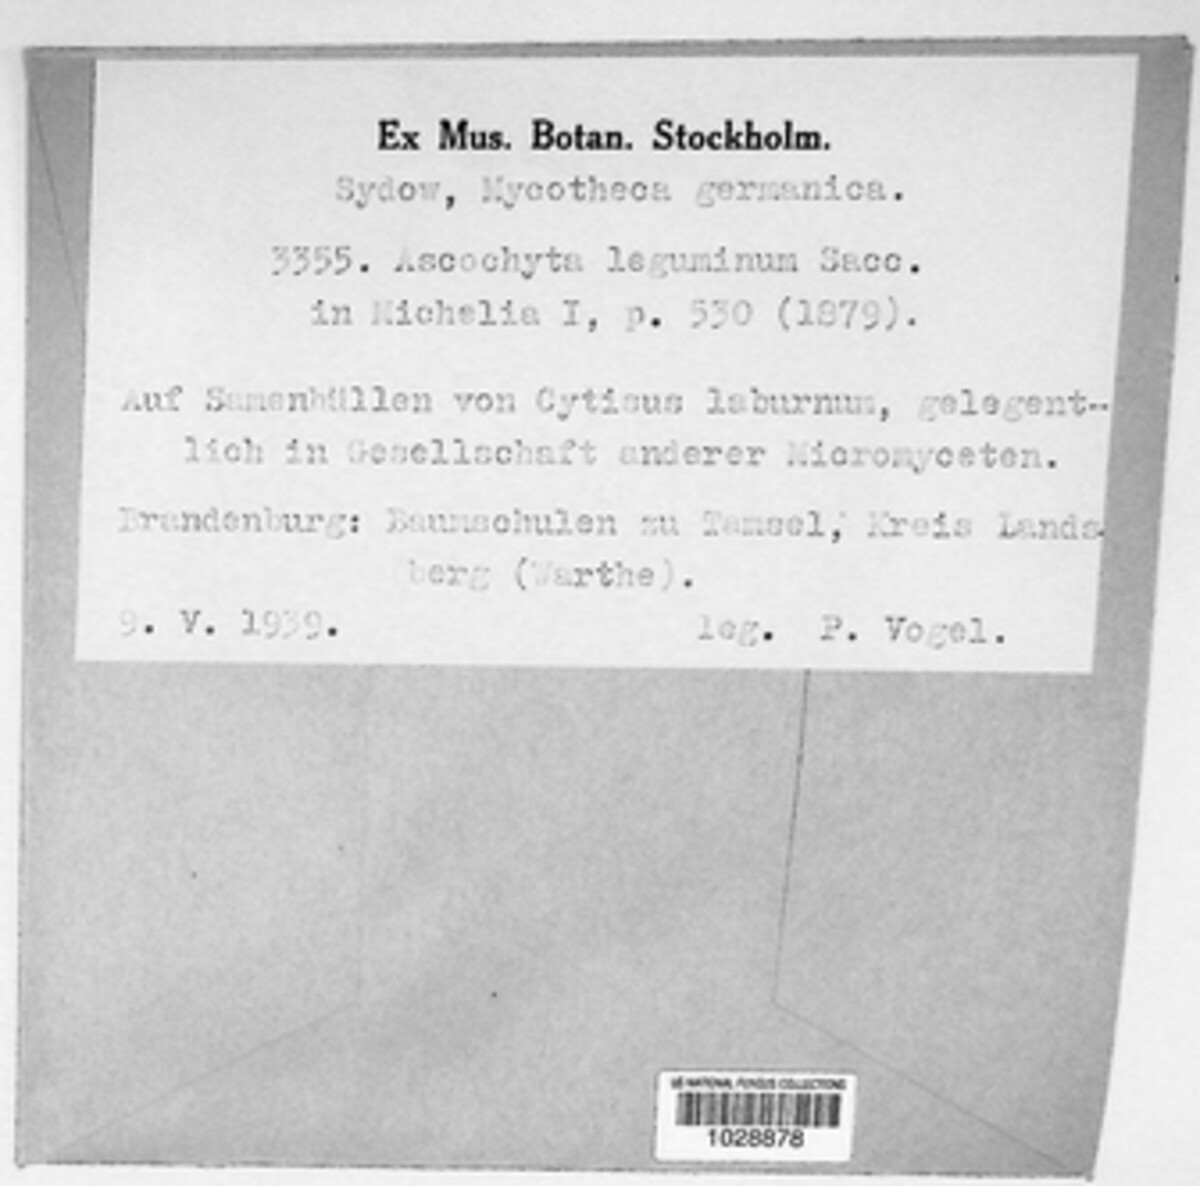 Ex Mus. Botan. Stockholm.
Sydow, Mycotheca germanica.
3355. Ascochyta leguminum Sacc.
in Michelia I, p. 530 (1879).
Auf Samenhüllen von Cytisus laburnum, gelegent-
lich in Gesellschaft anderer Micromyceten.
Brandenburg: Baumschulen zu Tamsel, Kreis Lands-
berg (Warthe).
9. V. 1939. leg. P. Vogel.
US NATIONAL FUNGUS COLLECTIONS
1028878